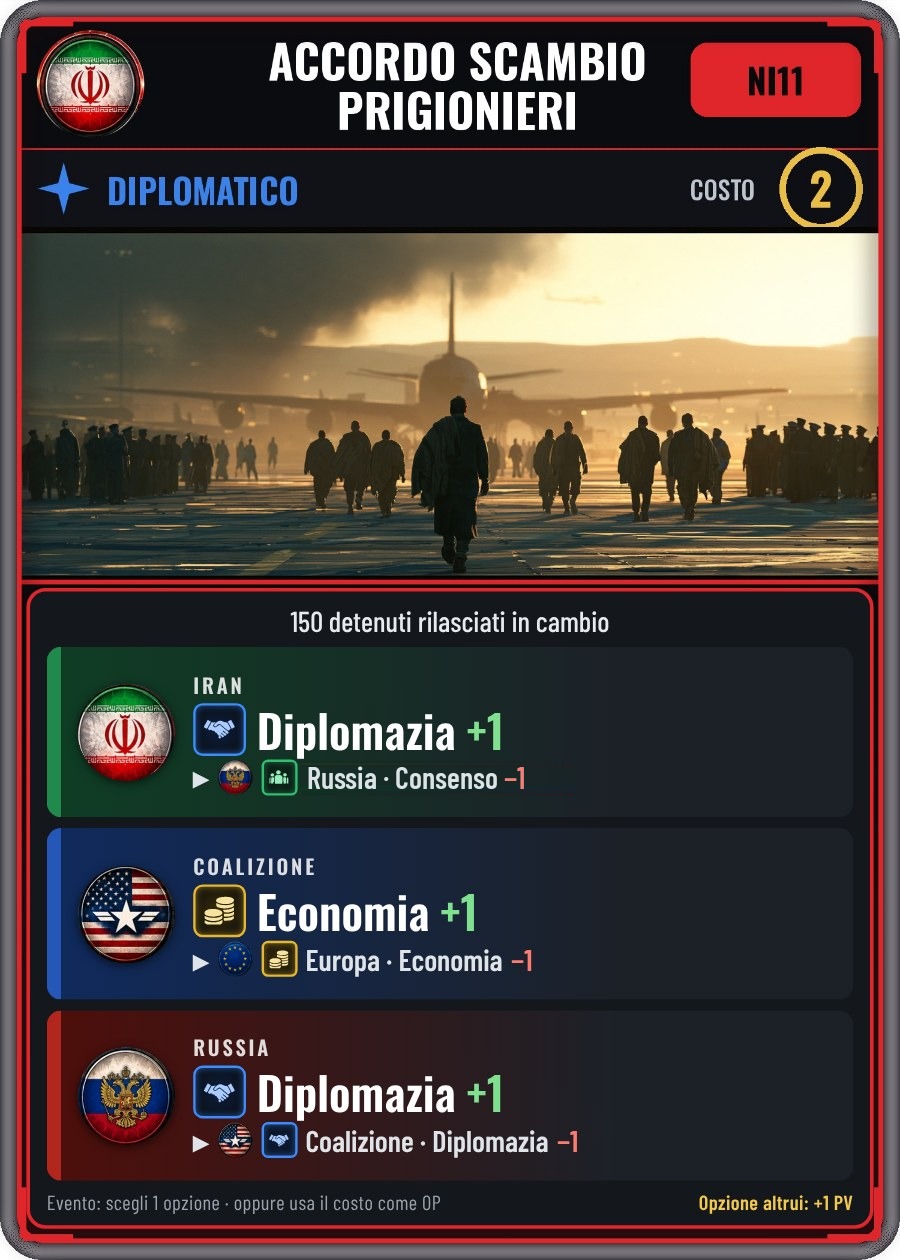 ACCORDO SCAMBIO
PRIGIONIERI
NI11
DIPLOMATICO
COSTO
2
150 detenuti rilasciati in cambio
IRAN
Diplomazia +1
▶ Russia · Consenso −1
COALIZIONE
Economia +1
▶ Europa · Economia −1
RUSSIA
Diplomazia +1
▶ Coalizione · Diplomazia −1
Evento: scegli 1 opzione · oppure usa il costo come OP
Opzione altrui: +1 PV